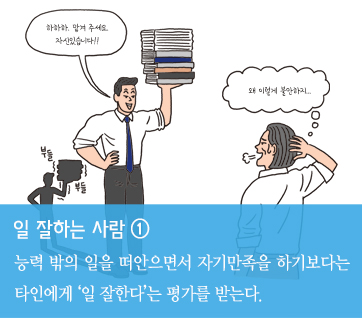 하하하. 맡겨 주세요.
자신있습니다!!
왜 이렇게 불안하지...
부들
부들
일 잘하는 사람 ①
능력 밖의 일을 떠안으면서 자기만족을 하기보다는
타인에게 ‘일 잘한다’는 평가를 받는다.